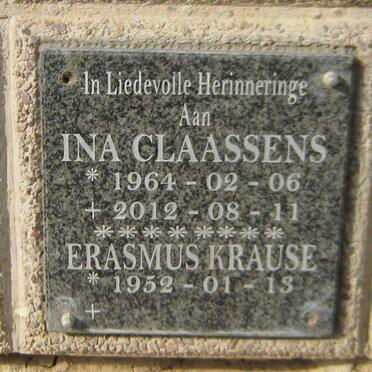 In Liedevolle Herinneringe
Aan
INA CLAASSENS
* 1964 - 02 - 06
+ 2012 - 08 - 11
********
ERASMUS KRAUSE
* 1952 - 01 - 13
+